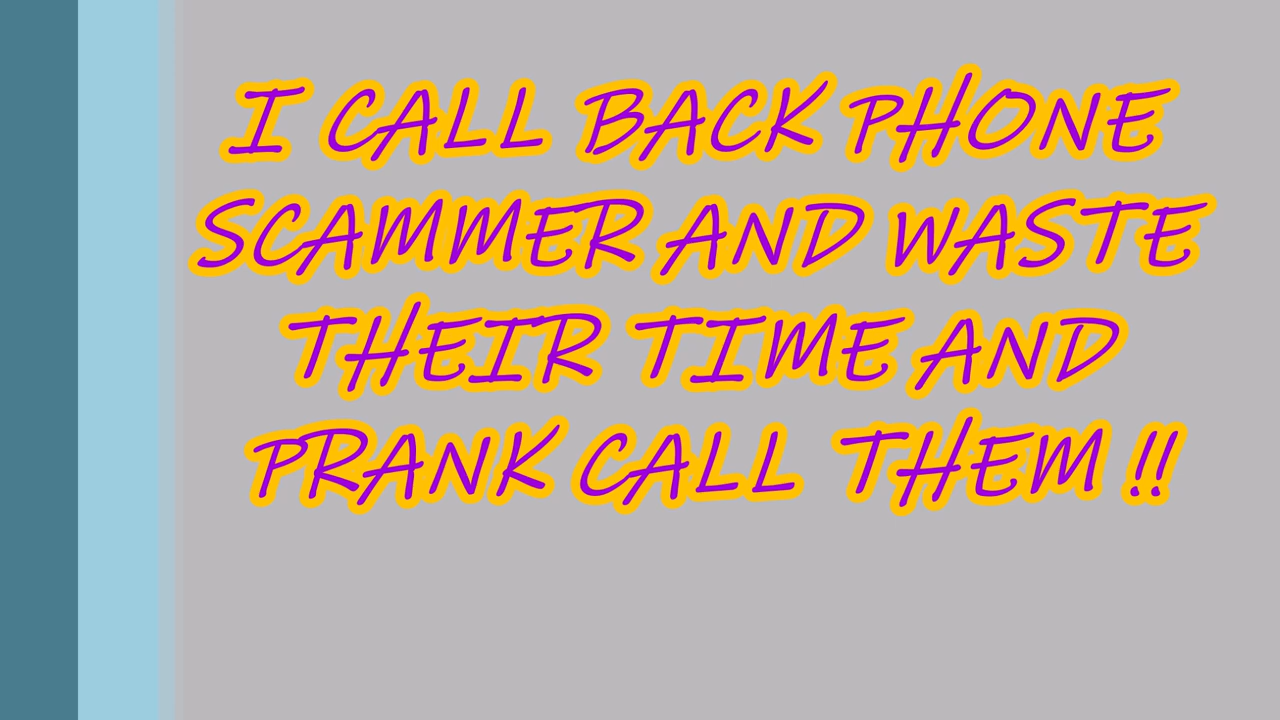 I CALL BACK PHONE
SCAMMER AND WASTE
THEIR TIME AND
PRANK CALL THEM !!